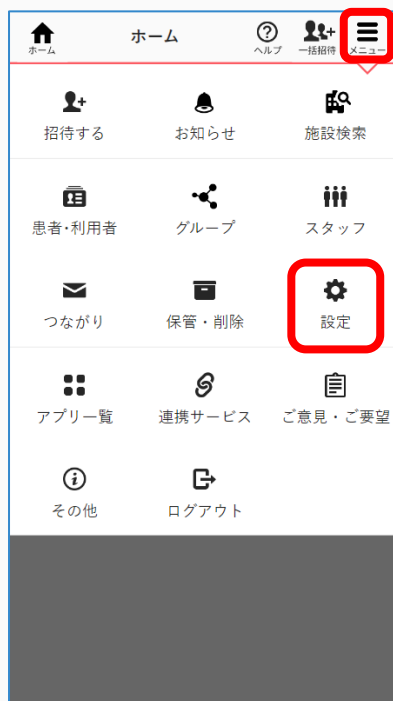 ホーム
ホーム
ヘルプ
一括招待
メニュー
招待する
お知らせ
施設検索
患者・利用者
グループ
スタッフ
つながり
保管・削除
設定
アプリ一覧
連携サービス
ご意見・ご要望
その他
ログアウト